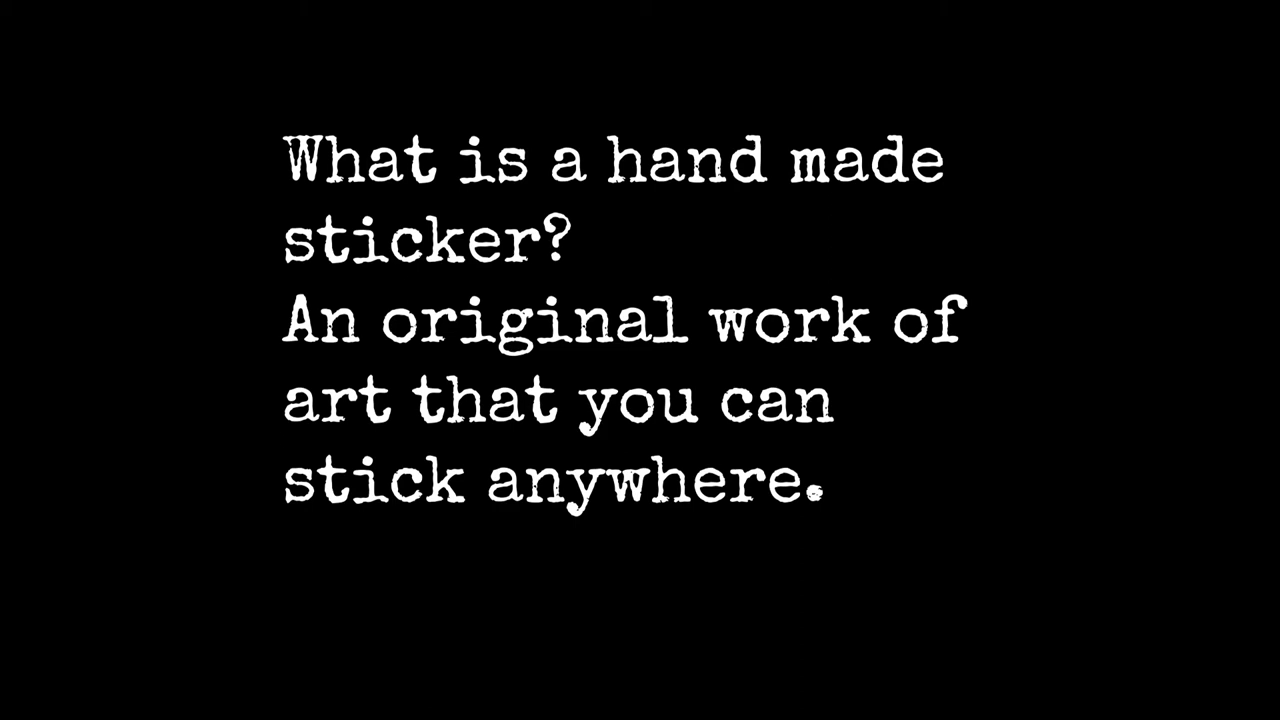 What is a hand made
sticker?
An original work of
art that you can
stick anywhere.